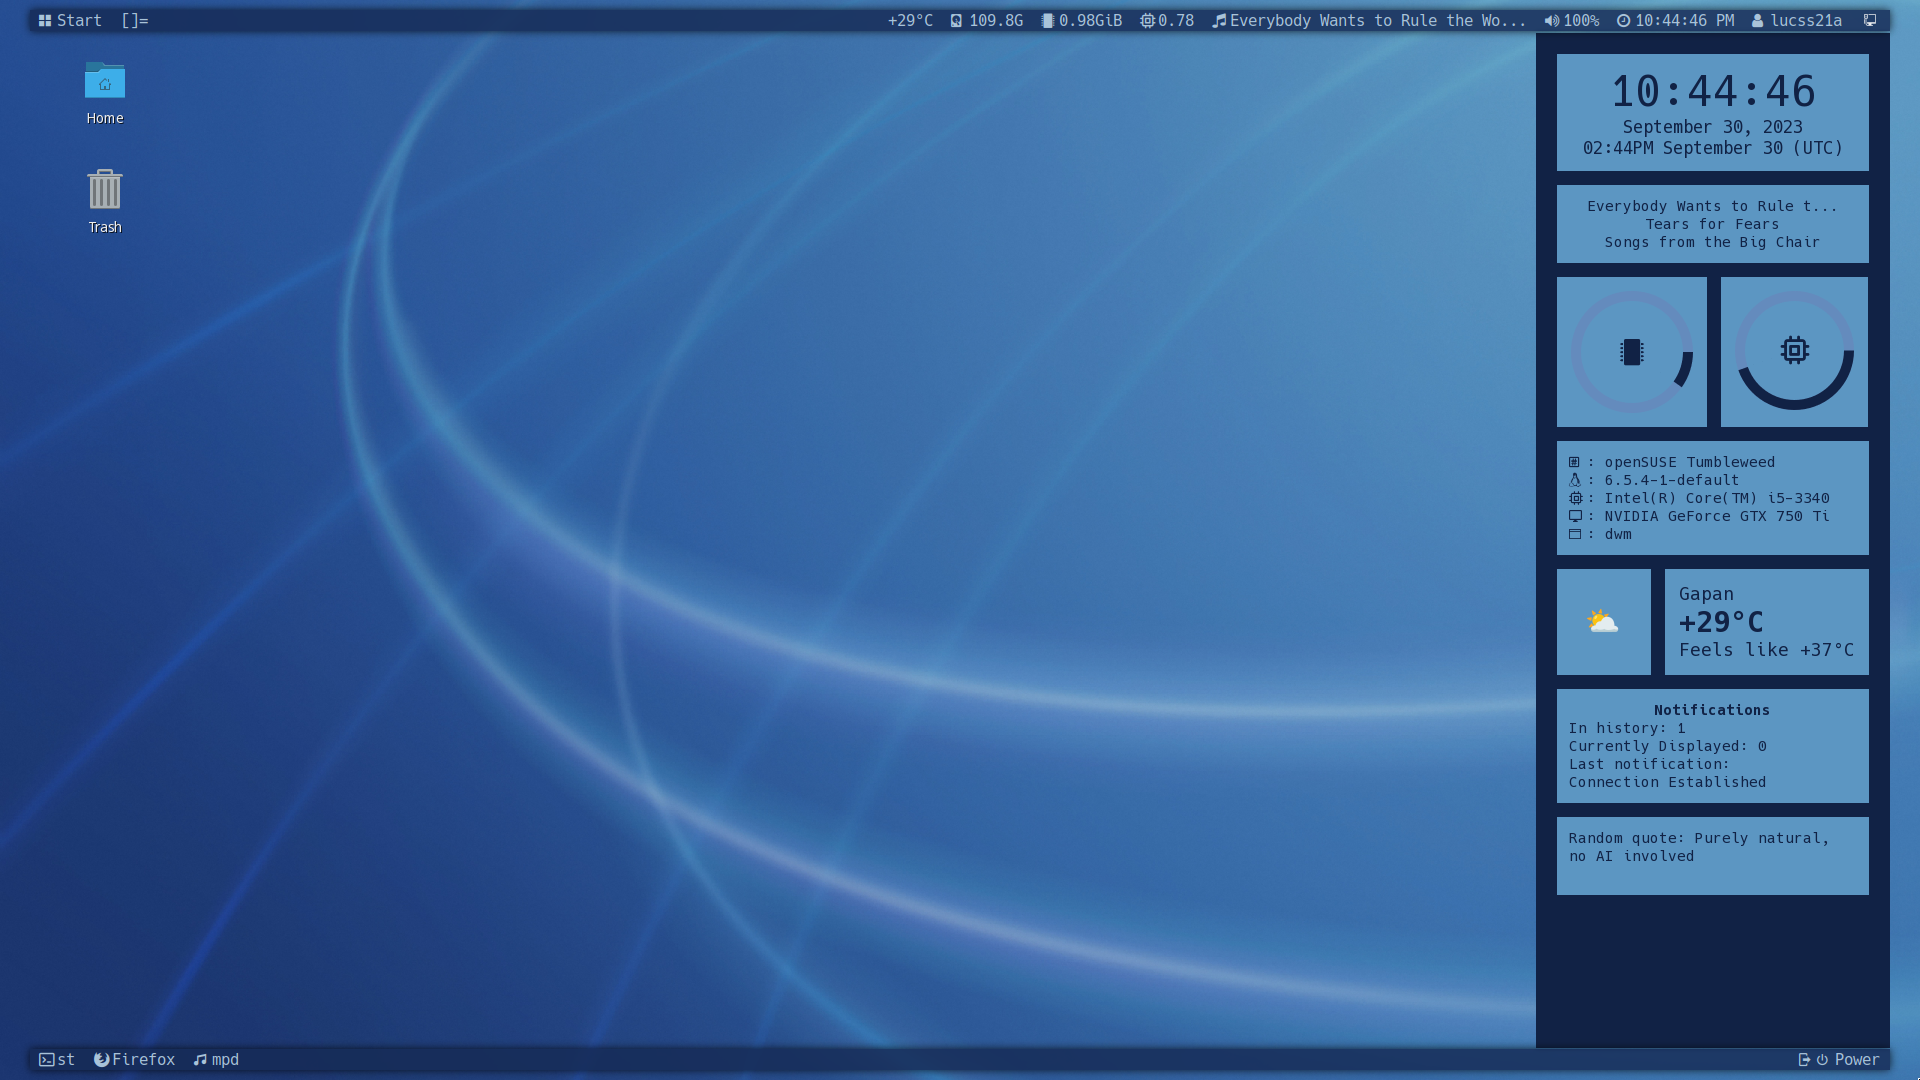 Start []= +29°C 109.8G 0.98GiB 0.78 Everybody Wants to Rule the Wo... 100% 10:44:46 PM lucss21a
Home
Trash
10:44:46
September 30, 2023
02:44PM September 30 (UTC)
Everybody Wants to Rule t...
Tears for Fears
Songs from the Big Chair
: openSUSE Tumbleweed
: 6.5.4-1-default
: Intel(R) Core(TM) i5-3340
: NVIDIA GeForce GTX 750 Ti
: dwm
Gapan
+29°C
Feels like +37°C
Notifications
In history: 1
Currently Displayed: 0
Last notification:
Connection Established
Random quote: Purely natural,
no AI involved
st Firefox mpd Power